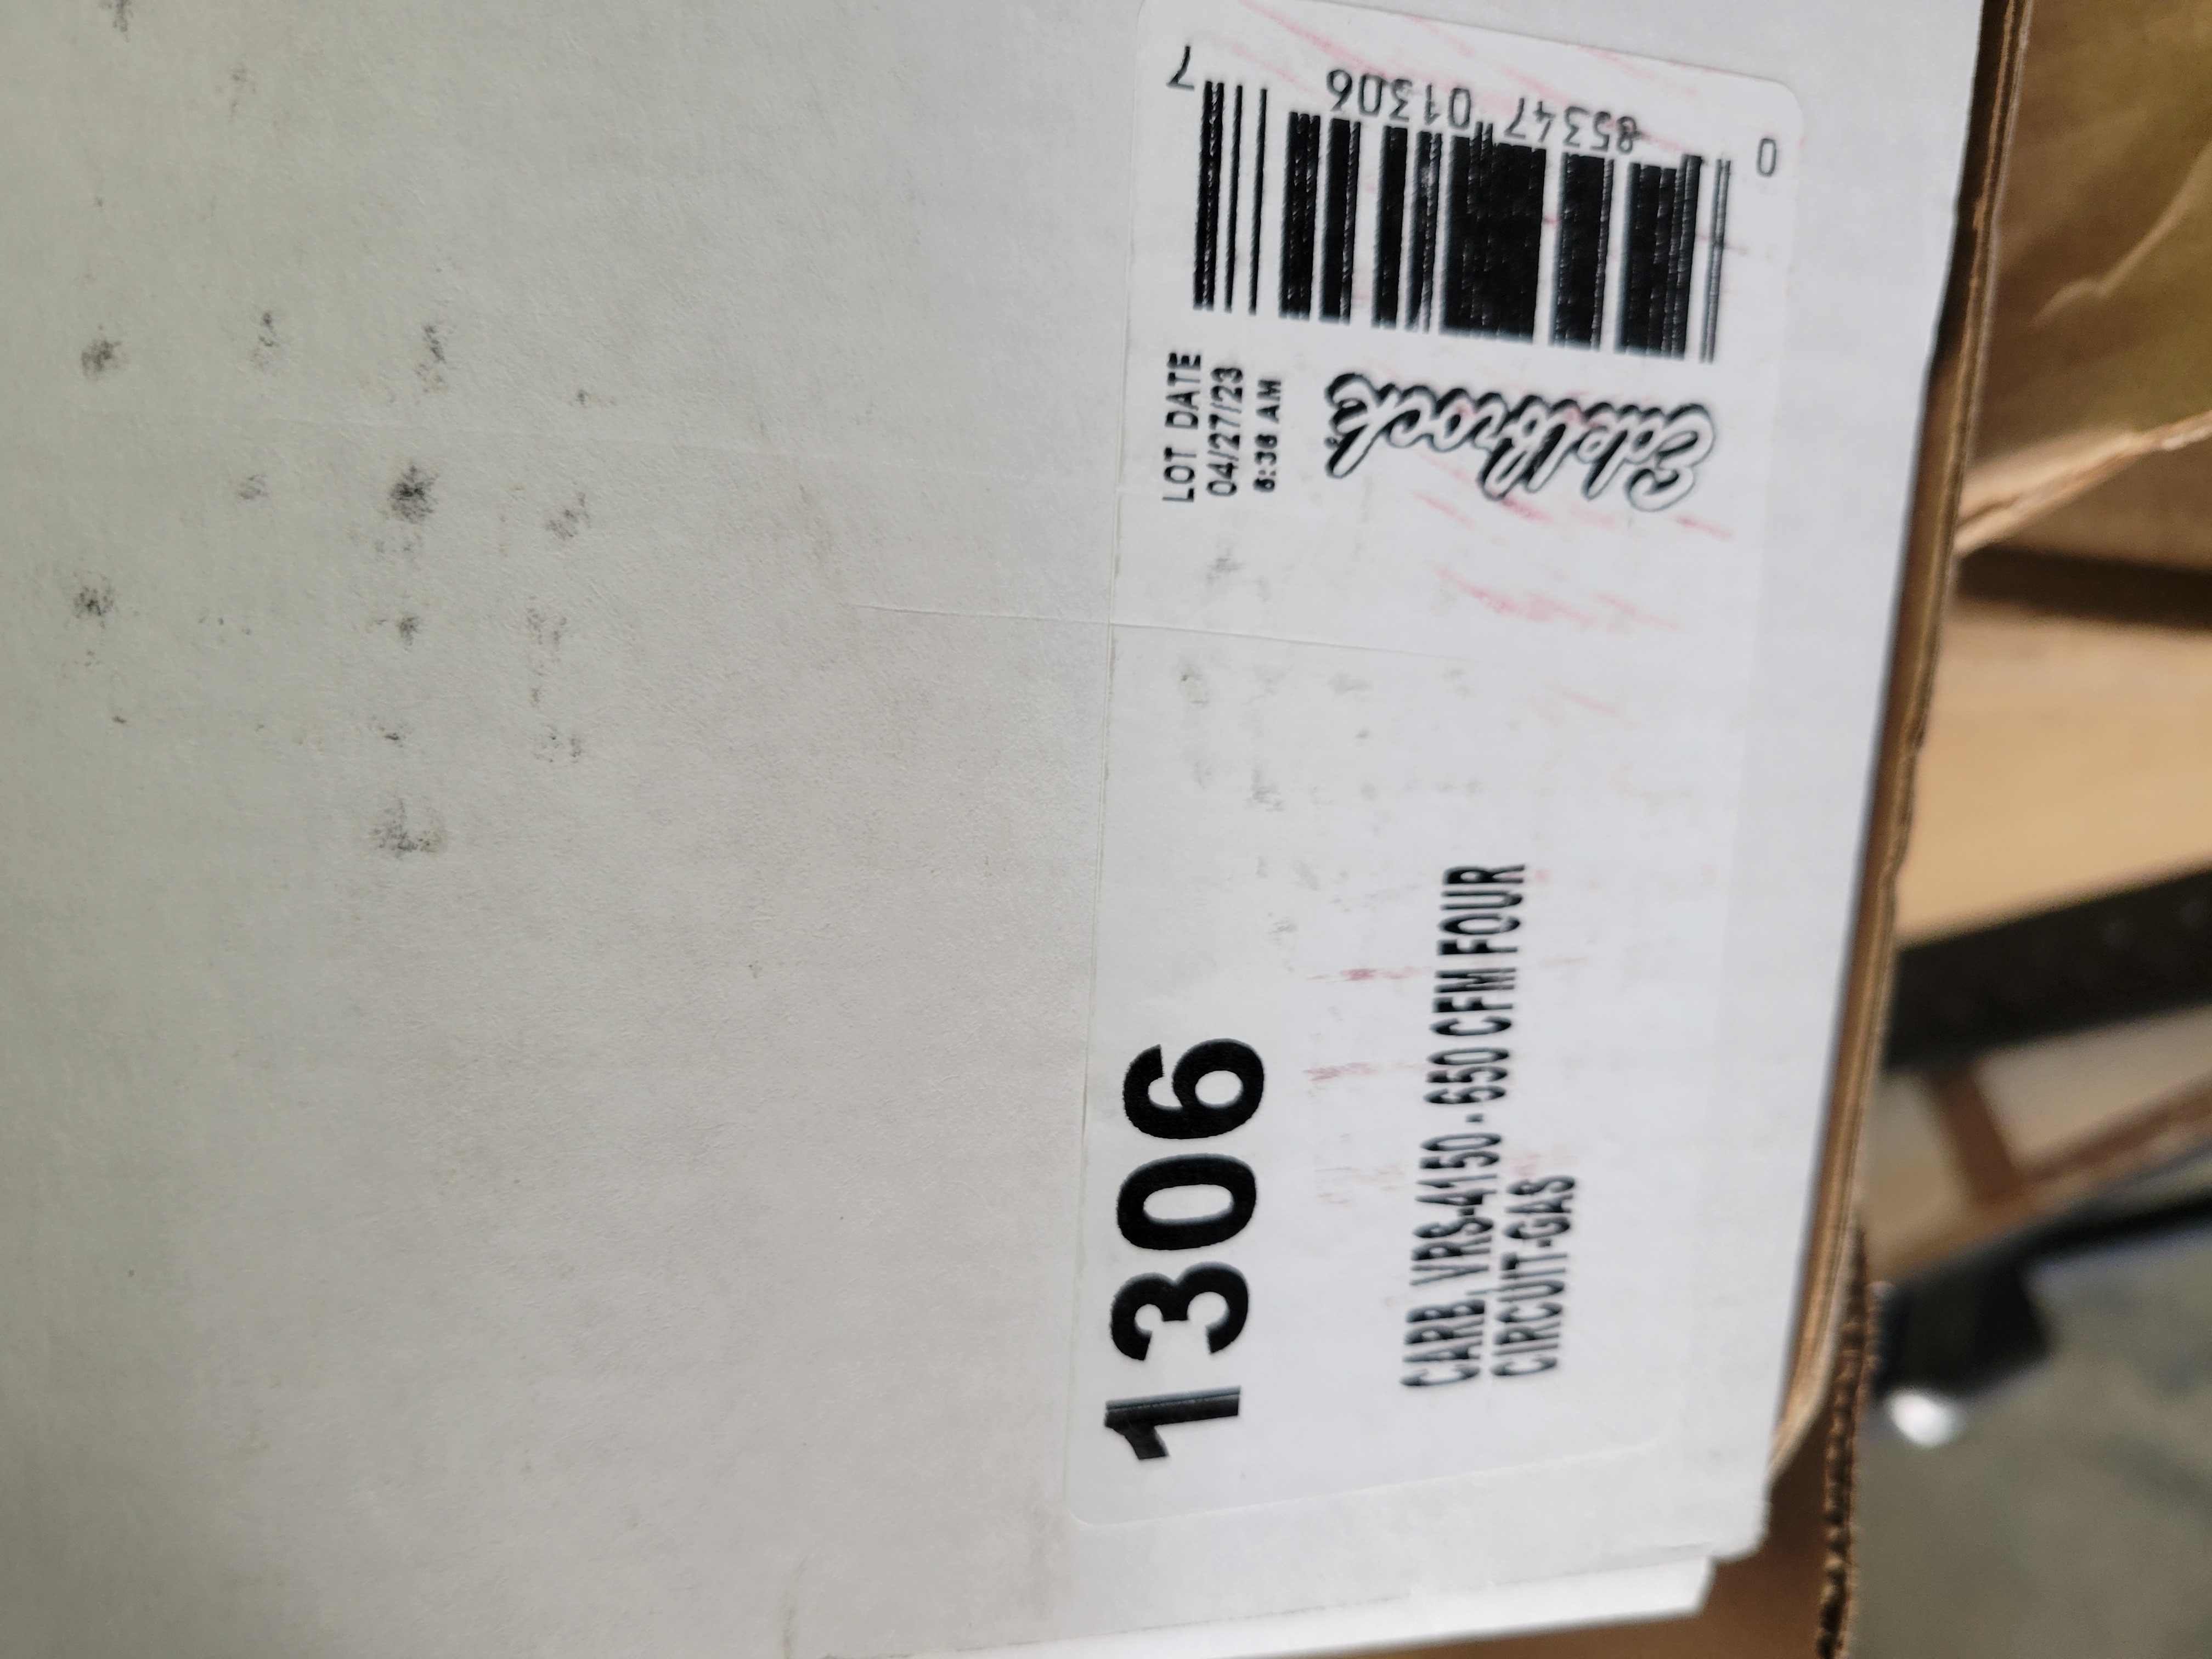 1306
CARB, VRS-4150 - 650 CFM FOUR
CIRCUIT-GAS
LOT DATE
04/27/23
6:36 AM
Edelbrock
0 85347 01306 7